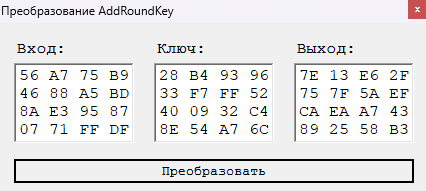 Преобразование AddRoundKey
x
Вход: Ключ: Выход:
56 A7 75 B9 28 B4 93 96 7E 13 E6 2F
46 88 A5 BD 33 F7 FF 52 75 7F 5A EF
8A E3 95 87 40 09 32 C4 CA EA A7 43
07 71 FF DF 8E 54 A7 6C 89 25 58 B3
Преобразовать